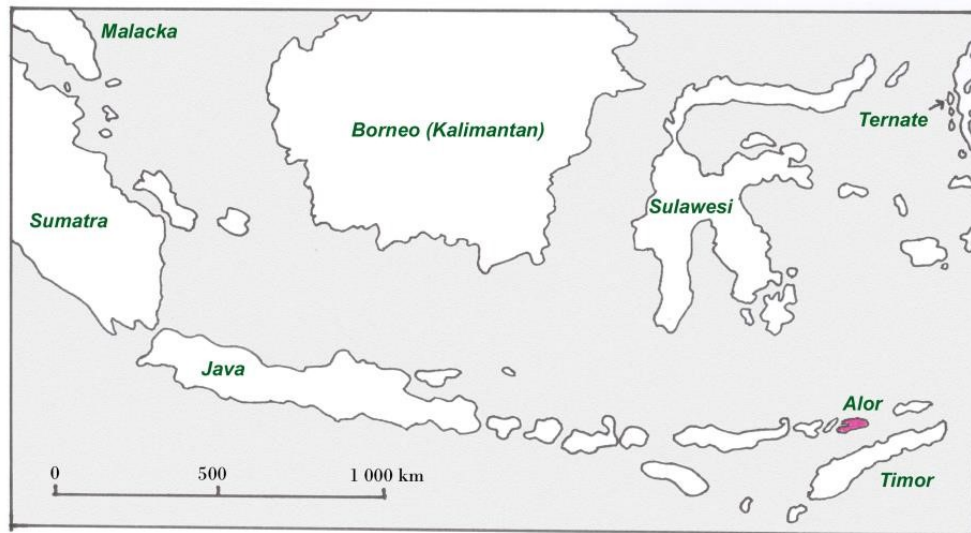 Malacka
Borneo (Kalimantan)
Ternate
Sumatra
Sulawesi
Java
Alor
0 500 1 000 km
Timor